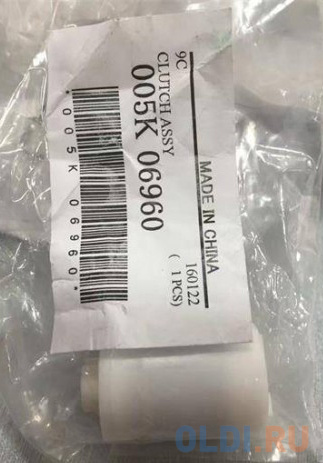 9C
CLUTCH ASSY
005K 06960
*005K06960*
MADE IN CHINA
160122
( 1 PCS)
OLDI.RU